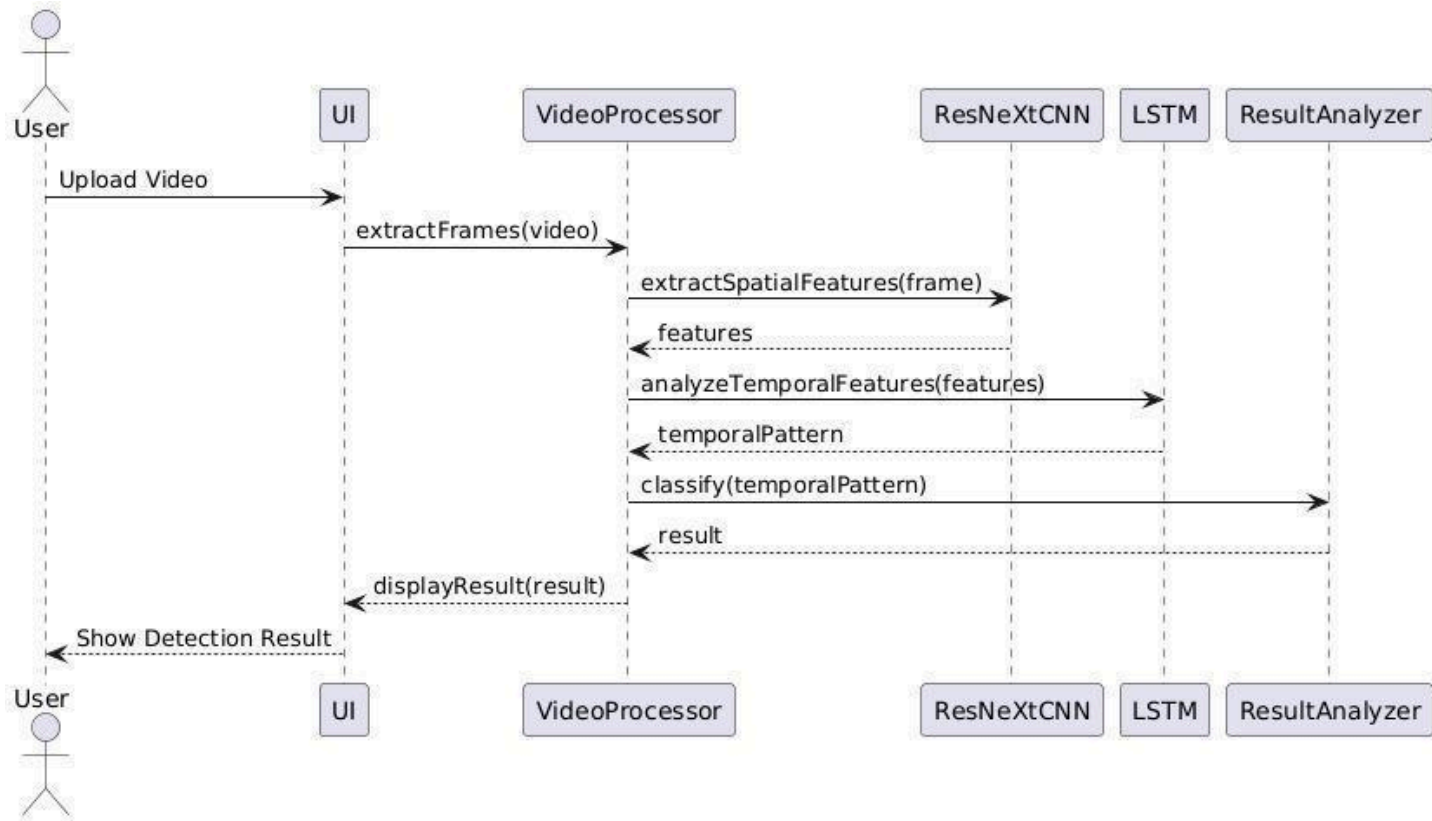 User
UI
VideoProcessor
ResNeXtCNN
LSTM
ResultAnalyzer
Upload Video
extractFrames(video)
extractSpatialFeatures(frame)
features
analyzeTemporalFeatures(features)
temporalPattern
classify(temporalPattern)
result
displayResult(result)
Show Detection Result
User
UI
VideoProcessor
ResNeXtCNN
LSTM
ResultAnalyzer